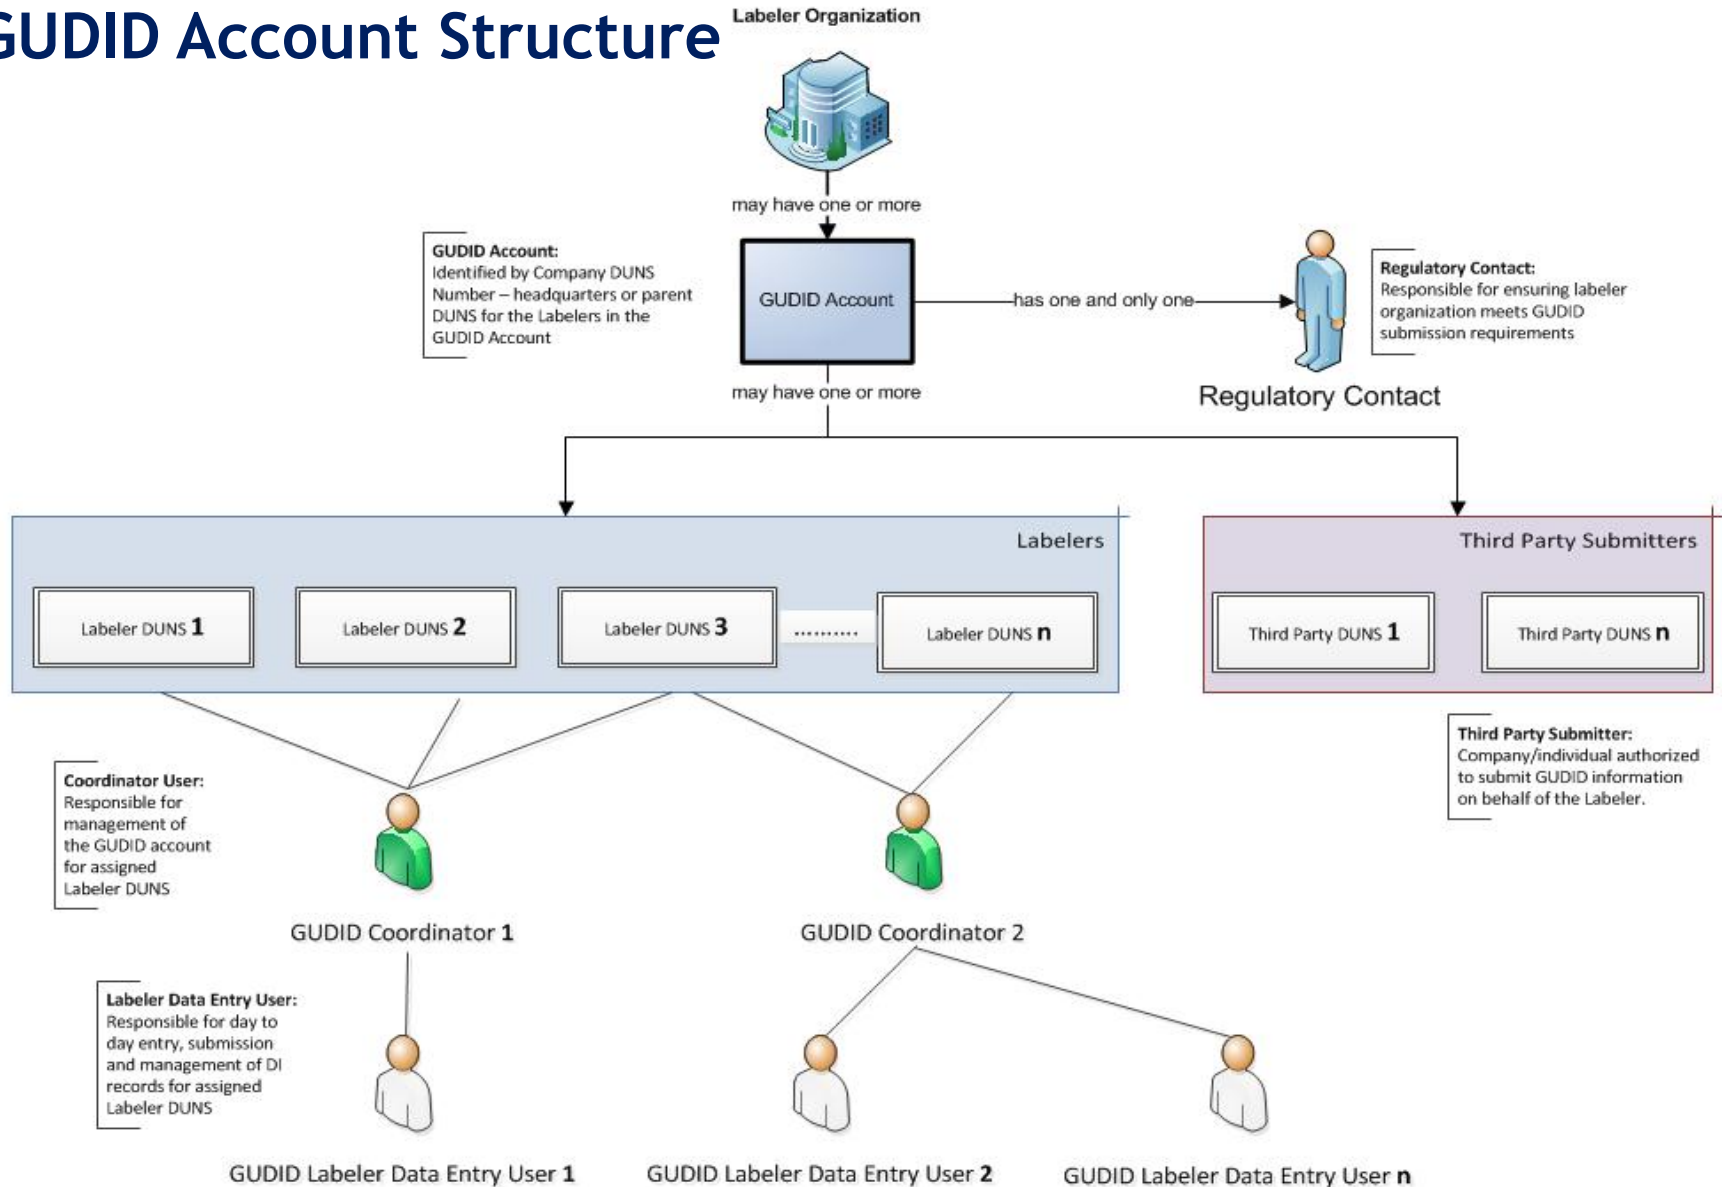 GUDID Account Structure
Labeler Organization
may have one or more
GUDID Account:
Identified by Company DUNS
Number – headquarters or parent
DUNS for the Labelers in the
GUDID Account
GUDID Account
has one and only one
Regulatory Contact:
Responsible for ensuring labeler
organization meets GUDID
submission requirements
Regulatory Contact
may have one or more
Labelers
Labeler DUNS 1
Labeler DUNS 2
Labeler DUNS 3
..........
Labeler DUNS n
Third Party Submitters
Third Party DUNS 1
Third Party DUNS n
Third Party Submitter:
Company/individual authorized
to submit GUDID information
on behalf of the Labeler.
Coordinator User:
Responsible for
management of
the GUDID account
for assigned
Labeler DUNS
GUDID Coordinator 1
GUDID Coordinator 2
Labeler Data Entry User:
Responsible for day to
day entry, submission
and management of DI
records for assigned
Labeler DUNS
GUDID Labeler Data Entry User 1
GUDID Labeler Data Entry User 2
GUDID Labeler Data Entry User n